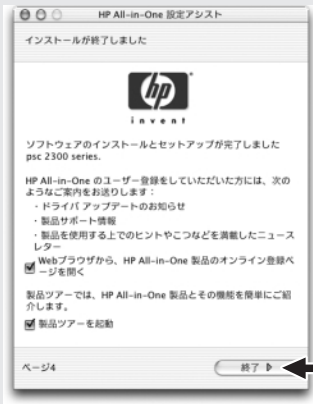 HP All-in-One 設定アシスト
インストールが終了しました
hp
invent
ソフトウェアのインストールとセットアップが完了しました
psc 2300 series.
HP All-in-One のユーザー登録をしていただいた方には、次の
ようなご案内をお送りします：
・ドライバ アップデートのお知らせ
・製品サポート情報
・製品を使用する上でのヒントやこつなどを満載したニュース
レター
Webブラウザから、HP All-in-One 製品のオンライン登録ペ
ージを開く
製品ツアーでは、HP All-in-One 製品とその機能を簡単にご紹
介します。
製品ツアーを起動
ページ4
終了